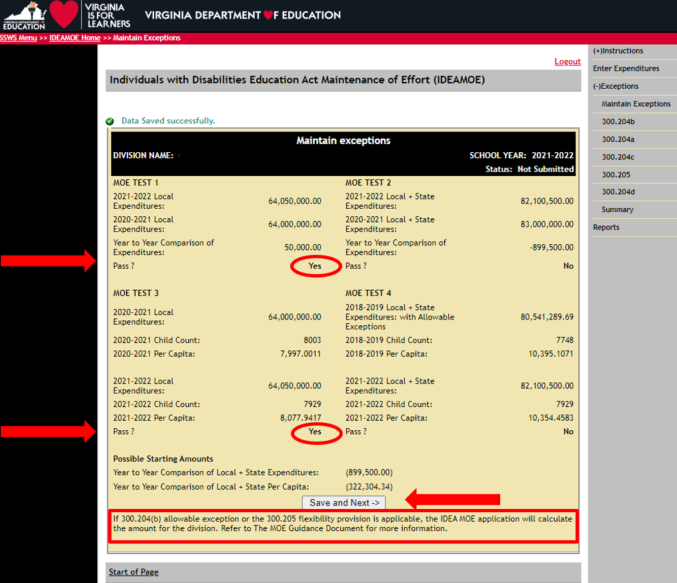 VIRGINIA DEPARTMENT OF
EDUCATION
VIRGINIA
IS FOR
LEARNERS
VIRGINIA DEPARTMENT F EDUCATION
SSWS Menu >> IDEAMOE Home >> Maintain Exceptions
Logout
Individuals with Disabilities Education Act Maintenance of Effort (IDEAMOE)
Data Saved successfully.
Maintain exceptions
DIVISION NAME: SCHOOL YEAR: 2021-2022
Status: Not Submitted
MOE TEST 1 MOE TEST 2
2021-2022 Local Expenditures: 64,050,000.00 2021-2022 Local + State Expenditures: 82,100,500.00
2020-2021 Local Expenditures: 64,000,000.00 2020-2021 Local + State Expenditures: 83,000,000.00
Year to Year Comparison of Expenditures: 50,000.00 Year to Year Comparison of Expenditures: -899,500.00
Pass ? Yes Pass ? No
MOE TEST 3 MOE TEST 4
2020-2021 Local Expenditures: 64,000,000.00 2018-2019 Local + State Expenditures: with Allowable Exceptions 80,541,289.69
2020-2021 Child Count: 8003 2018-2019 Child Count: 7748
2020-2021 Per Capita: 7,997.0011 2018-2019 Per Capita: 10,395.1071
2021-2022 Local Expenditures: 64,050,000.00 2021-2022 Local + State Expenditures: 82,100,500.00
2021-2022 Child Count: 7929 2021-2022 Child Count: 7929
2021-2022 Per Capita: 8,077.9417 2021-2022 Per Capita: 10,354.4583
Pass ? Yes Pass ? No
Possible Starting Amounts
Year to Year Comparison of Local + State Expenditures: (899,500.00)
Year to Year Comparison of Local + State Per Capita: (322,304.34)
Save and Next ->
If 300.204(b) allowable exception or the 300.205 flexibility provision is applicable, the IDEA MOE application will calculate
the amount for the division. Refer to The MOE Guidance Document for more information.
Start of Page
(+)Instructions
Enter Expenditures
(-)Exceptions
Maintain Exceptions
300.204b
300.204a
300.204c
300.205
300.204d
Summary
Reports